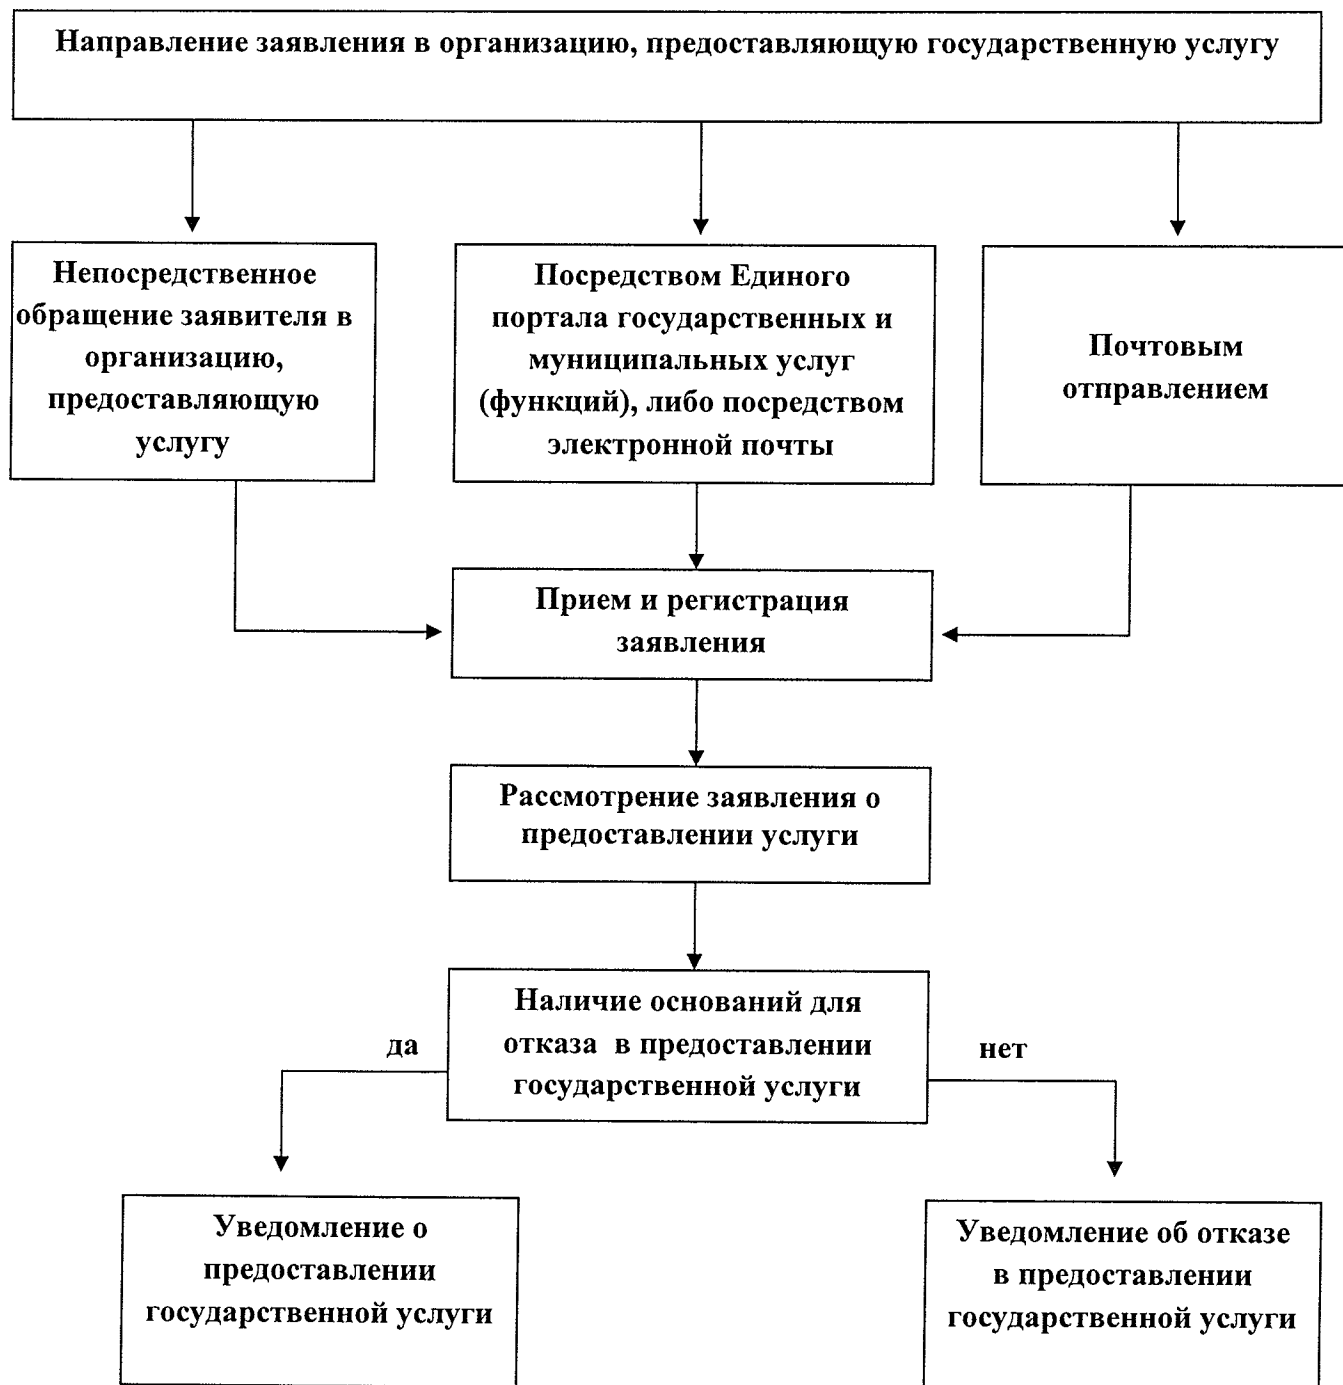 Направление заявления в организацию, предоставляющую государственную услугу
Непосредственное
обращение заявителя в
организацию,
предоставляющую
услугу
Посредством Единого
портала государственных и
муниципальных услуг
(функций), либо посредством
электронной почты
Почтовым
отправлением
Прием и регистрация
заявления
Рассмотрение заявления о
предоставлении услуги
Наличие оснований для
отказа в предоставлении
государственной услуги
да
нет
Уведомление о
предоставлении
государственной услуги
Уведомление об отказе
в предоставлении
государственной услуги